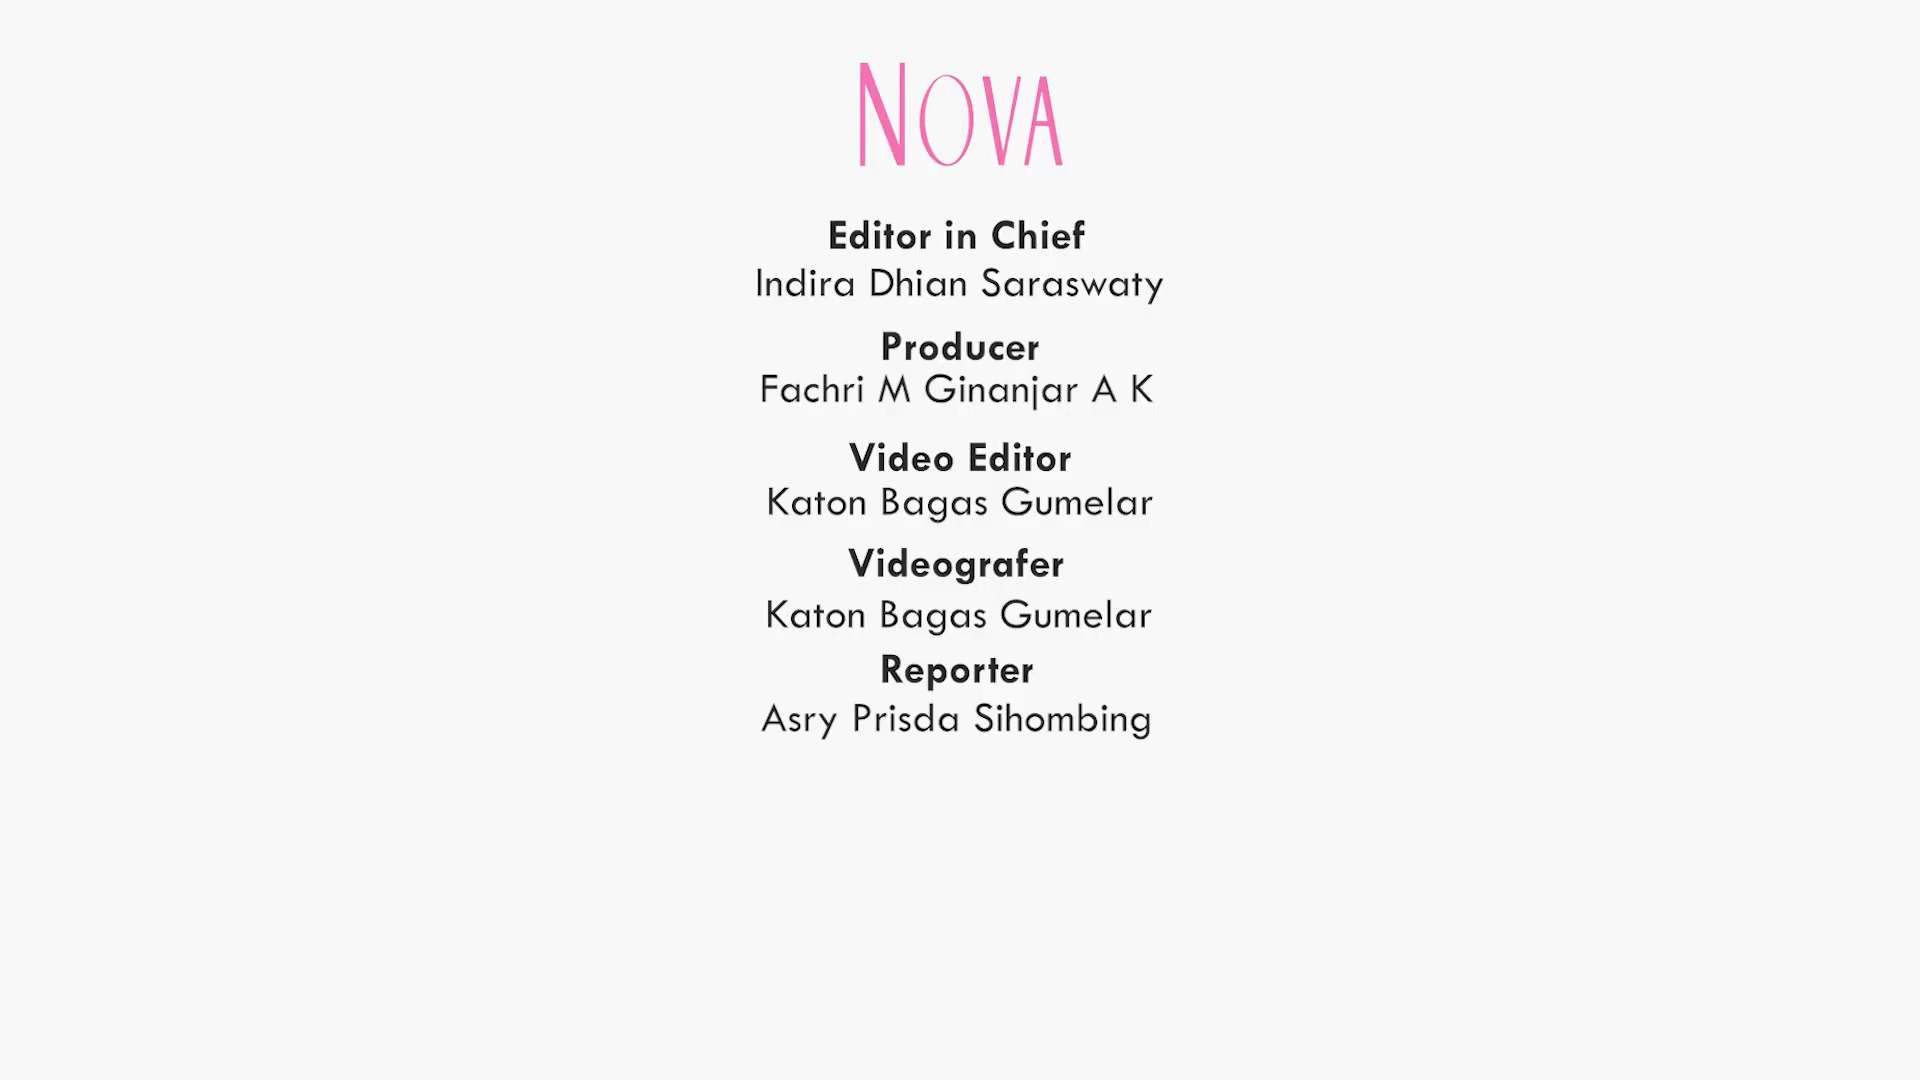 NOVA
Editor in Chief
Indira Dhian Saraswaty
Producer
Fachri M Ginanjar A K
Video Editor
Katon Bagas Gumelar
Videografer
Katon Bagas Gumelar
Reporter
Asry Prisda Sihombing